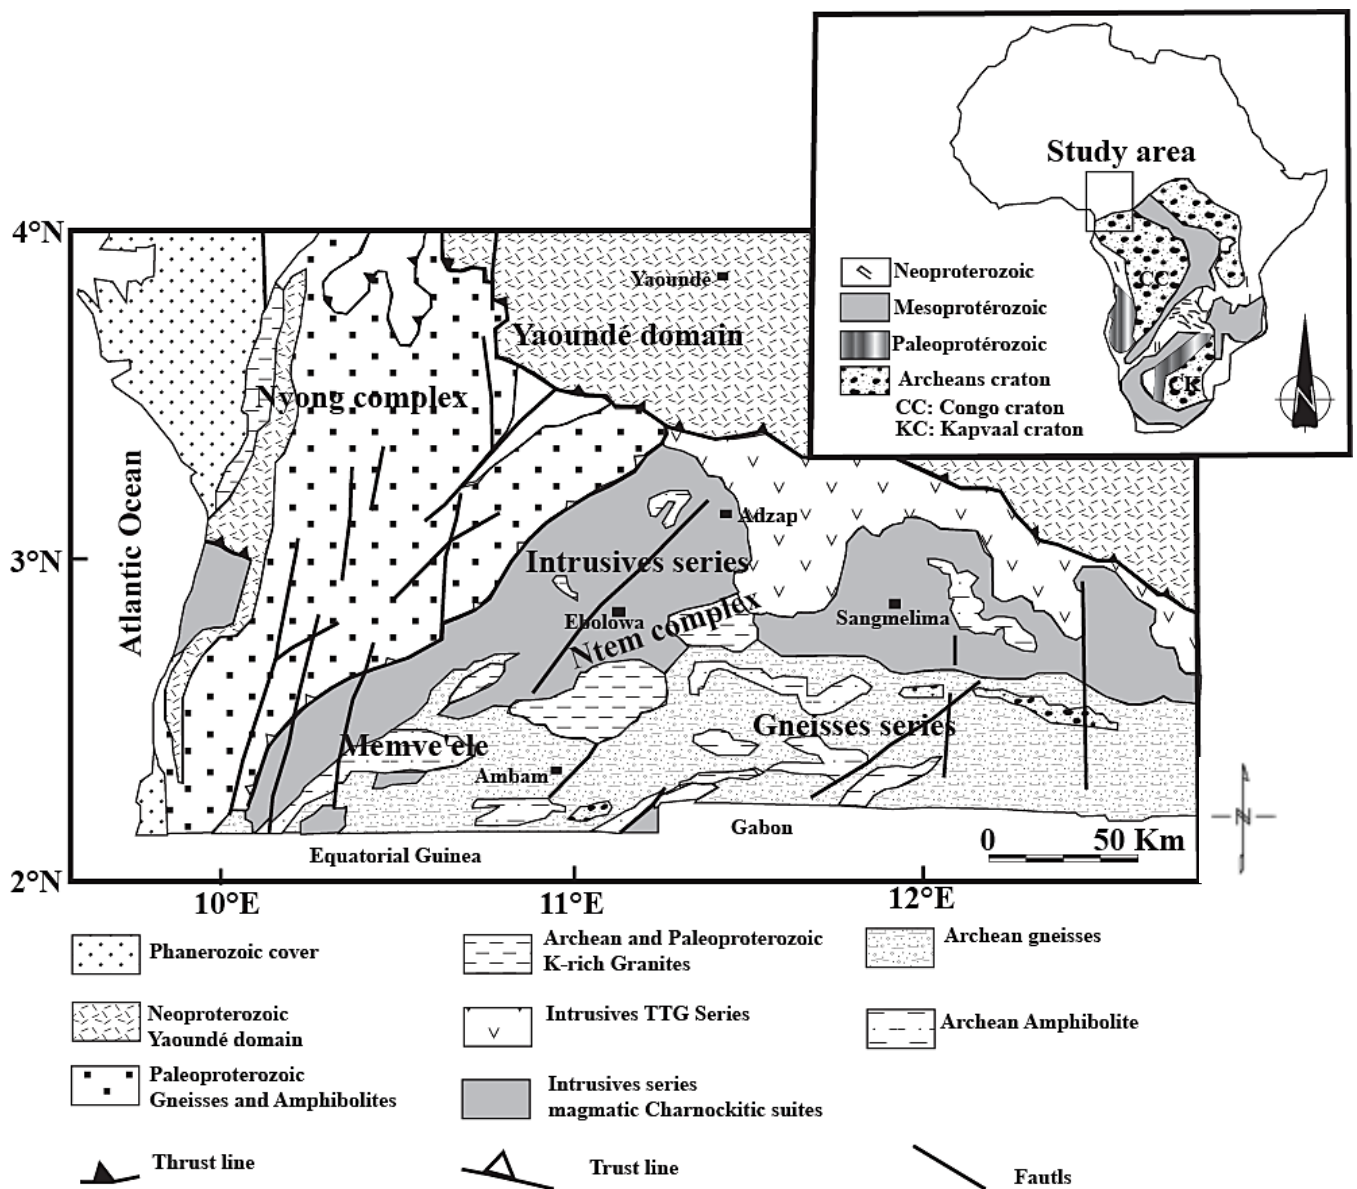 Study area
Neoproterozoic
Mesoprotérozoic
Paleoprotérozoic
Archeans craton
CC: Congo craton
KC: Kapvaal craton
CC
CK
N
4°N
3°N
2°N
10°E
11°E
12°E
Atlantic Ocean
Yaoundé
Yaoundé domain
Nyong complex
Adzap
Intrusives series
Ebolowa
Ntem complex
Sangmelima
Gneisses series
Memve'ele
Ambam
Gabon
Equatorial Guinea
0 50 Km
N
Phanerozoic cover
Neoproterozoic
Yaoundé domain
Paleoproterozoic
Gneisses and Amphibolites
Thrust line
Archean and Paleoproterozoic
K-rich Granites
Intrusives TTG Series
Intrusives series
magmatic Charnockitic suites
Trust line
Archean gneisses
Archean Amphibolite
Fautls